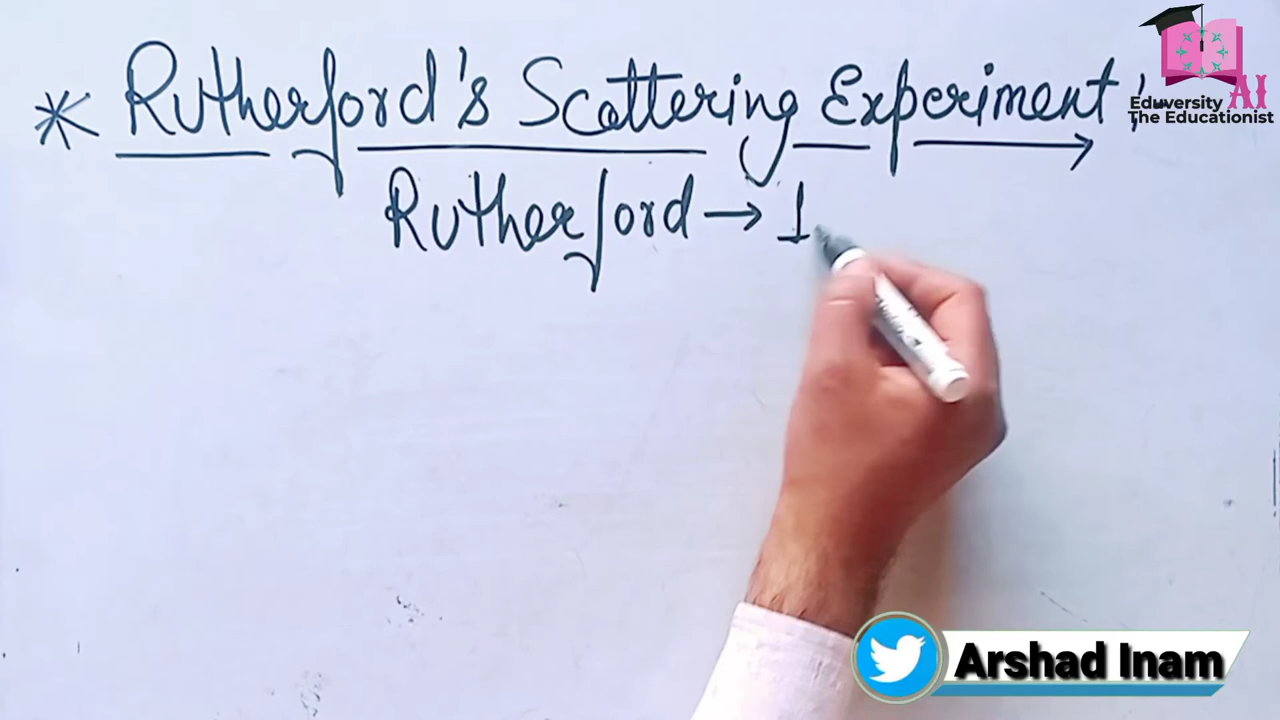 * Rutherford's Scattering Experiment:
Rutherford → 1
AI
Eduversity
The Educationist
Arshad Inam